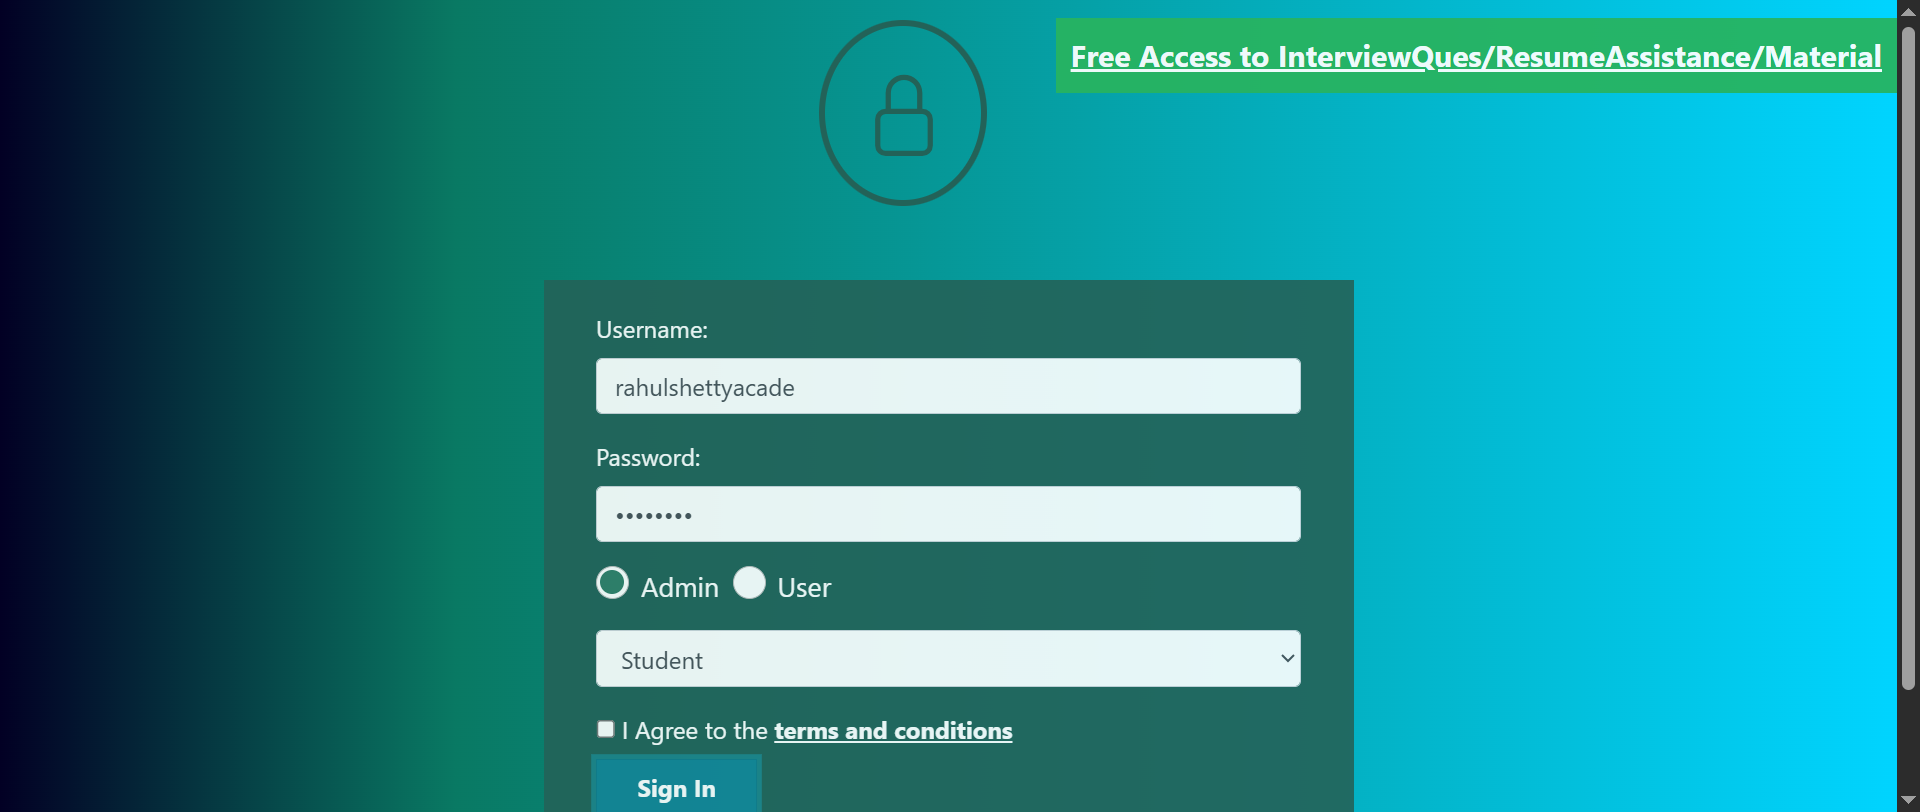 Free Access to InterviewQues/ResumeAssistance/Material
Username:
rahulshettyacade
Password:
••••••••
Admin User
Student
I Agree to the terms and conditions
Sign In